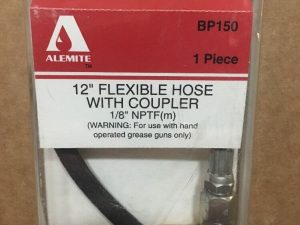 BP150
ALEMITE
TM
1 Piece
12" FLEXIBLE HOSE
WITH COUPLER
1/8" NPTF(m)
(WARNING: For use with hand
operated grease guns only)